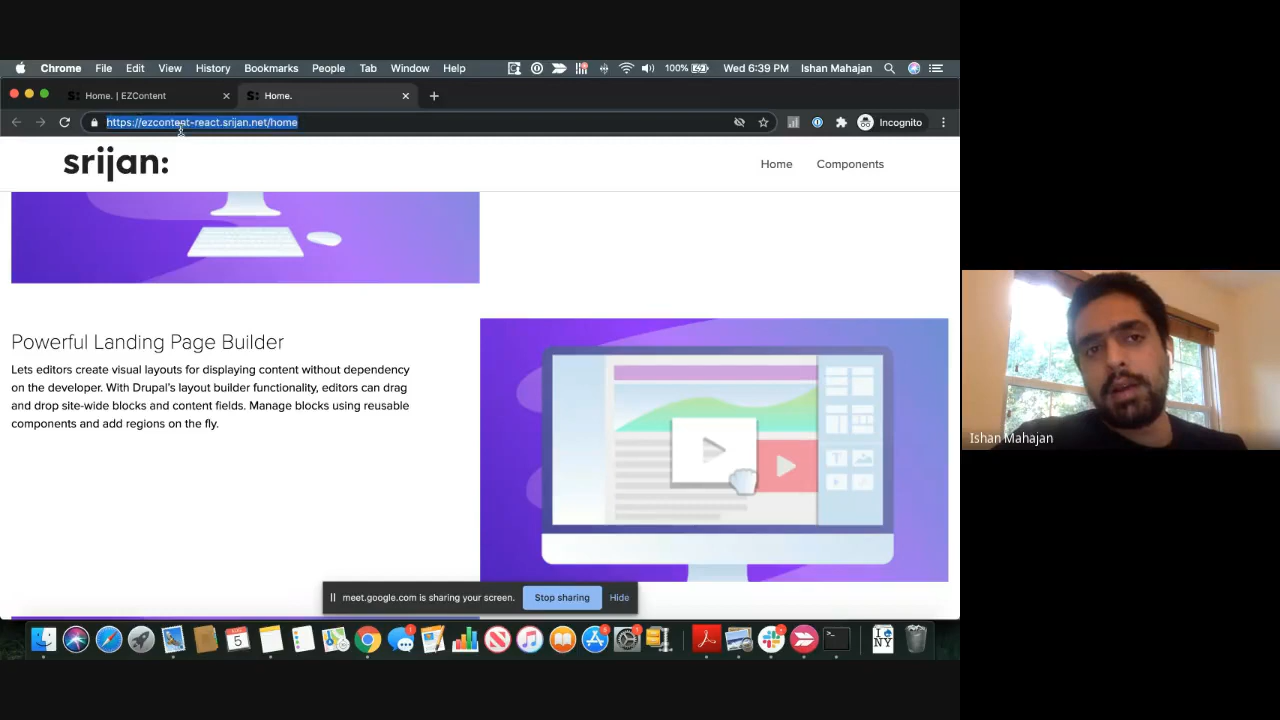 Chrome File Edit View History Bookmarks People Tab Window Help 100% Wed 6:39 PM Ishan Mahajan
Home. | EZContent
Home.
https://ezcontent-react.srijan.net/home
Incognito
srijan:
Home Components
Powerful Landing Page Builder
Lets editors create visual layouts for displaying content without dependency
on the developer. With Drupal's layout builder functionality, editors can drag
and drop site-wide blocks and content fields. Manage blocks using reusable
components and add regions on the fly.
T
Ishan Mahajan
meet.google.com is sharing your screen. Stop sharing Hide
5
I NY